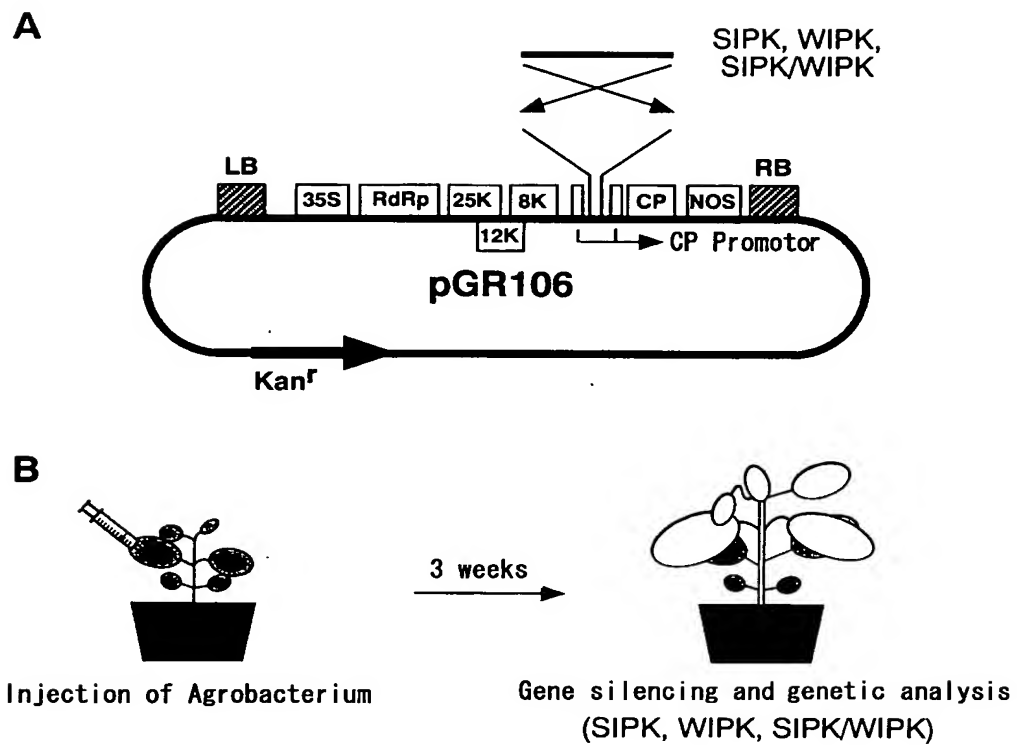 A
SIPK, WIPK,
SIPK/WIPK
LB
RB
35S
RdRp
25K
8K
CP
NOS
12K
CP Promotor
pGR106
Kanr
B
3 weeks
Injection of Agrobacterium
Gene silencing and genetic analysis
(SIPK, WIPK, SIPK/WIPK)